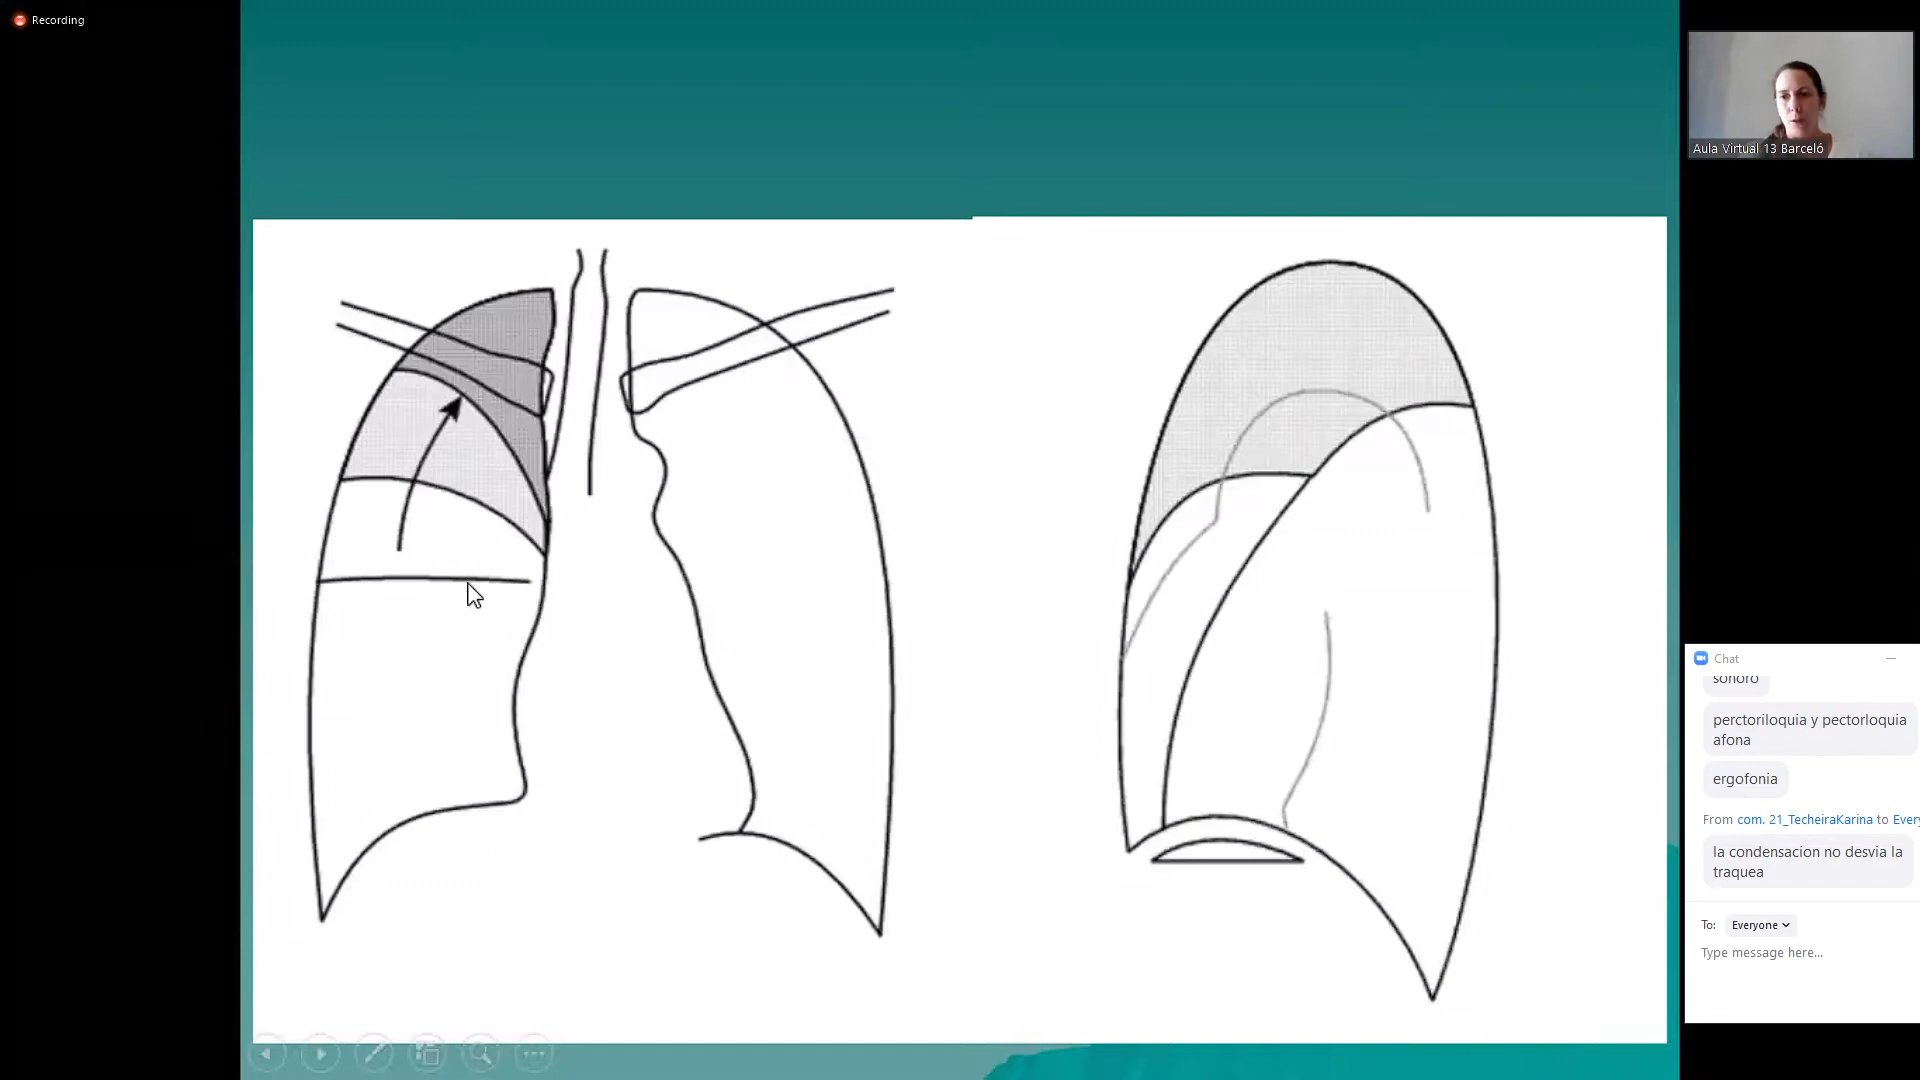 Recording
Aula Virtual 13 Barceló
Chat
sonoro
perctoriloquia y pectorloquia
afona
ergofonia
From com. 21_TecheiraKarina to Every
la condensacion no desvia la
traquea
To: Everyone
Type message here...